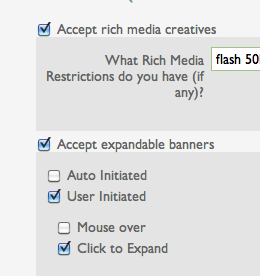 Accept rich media creatives
What Rich Media flash 50
Restrictions do you have (if
any)?
Accept expandable banners
Auto Initiated
User Initiated
Mouse over
Click to Expand